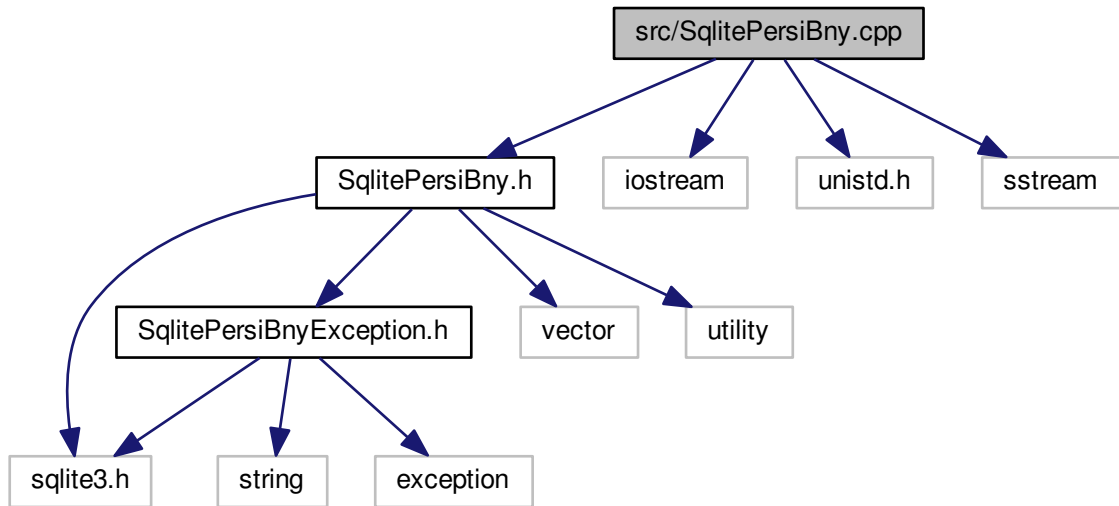 src/SqlitePersiBny.cpp
SqlitePersiBny.h
iostream
unistd.h
sstream
SqlitePersiBnyException.h
vector
utility
sqlite3.h
string
exception